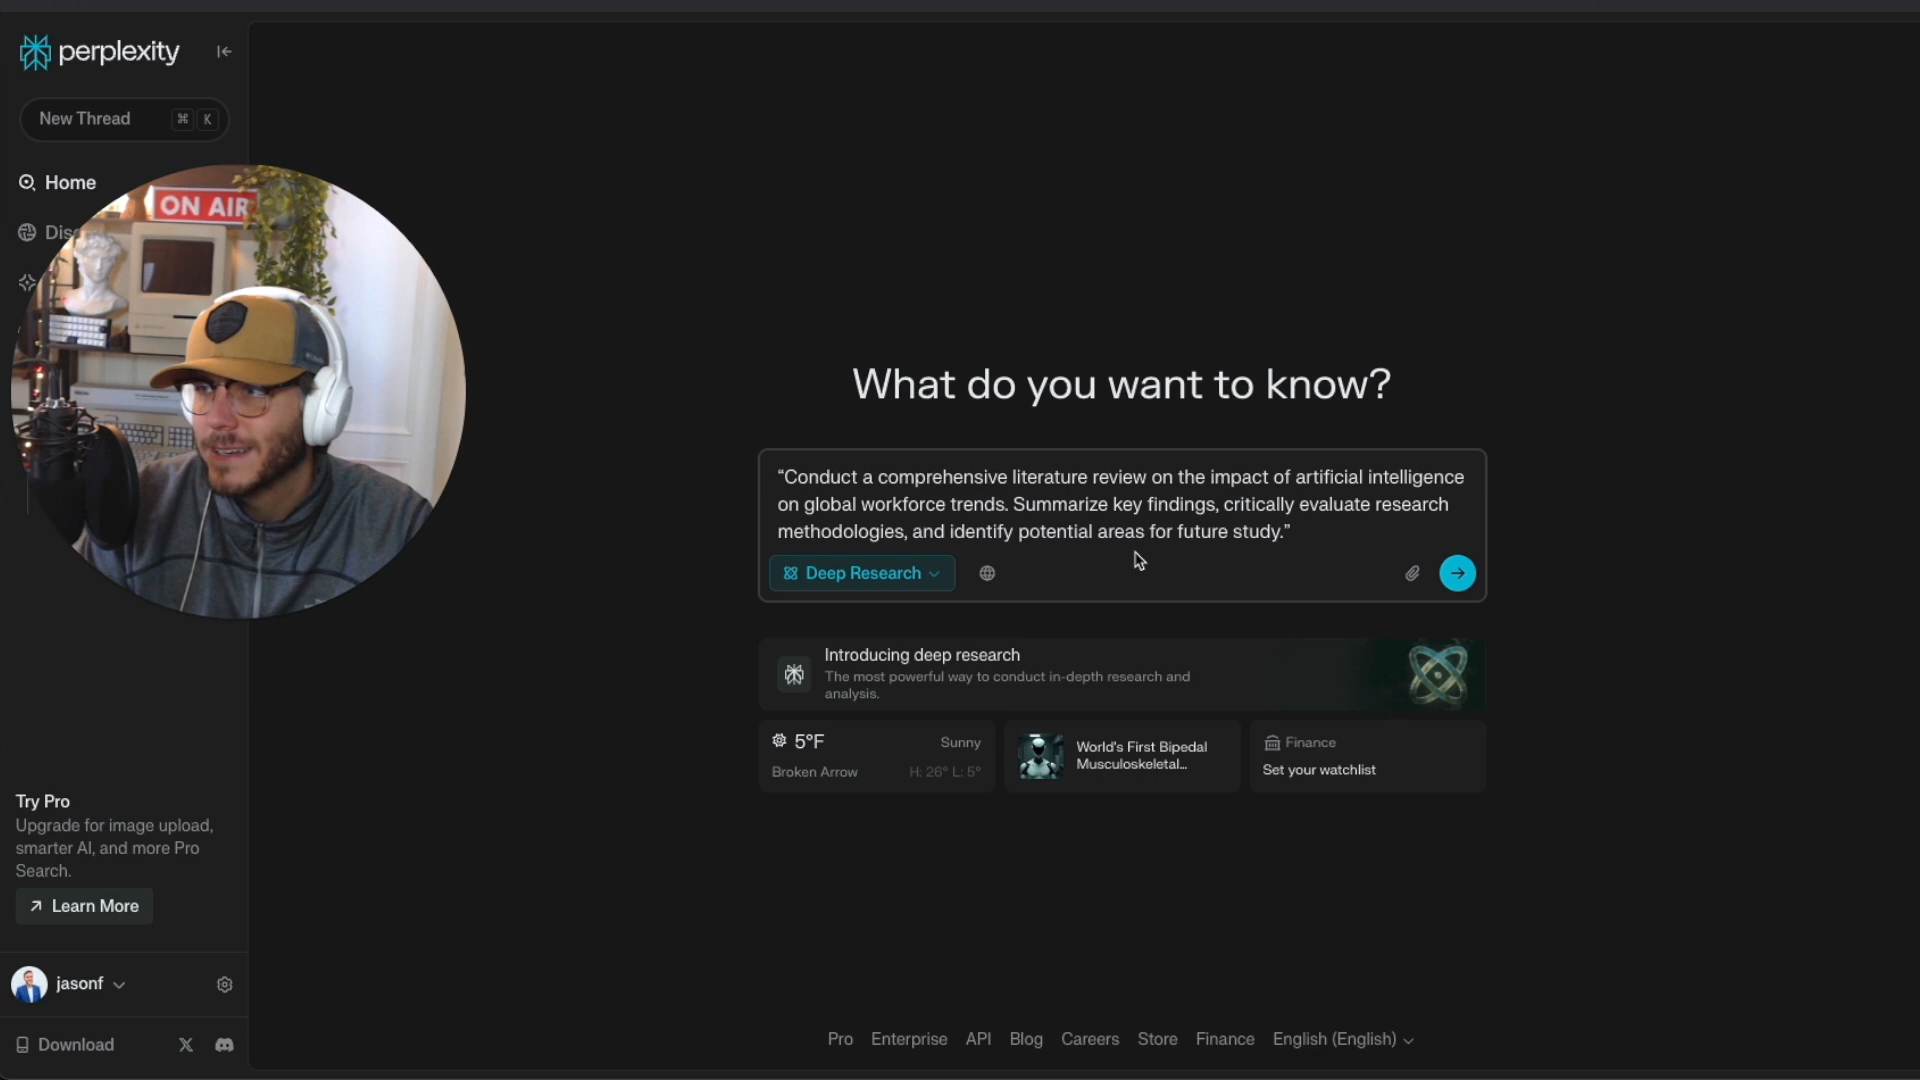 perplexity
New Thread ⌘ K
Home
ON AIR
What do you want to know?
“Conduct a comprehensive literature review on the impact of artificial intelligence
on global workforce trends. Summarize key findings, critically evaluate research
methodologies, and identify potential areas for future study.”
Deep Research
Introducing deep research
The most powerful way to conduct in-depth research and
analysis.
5°F Sunny
Broken Arrow H: 26° L: 5°
World's First Bipedal
Musculoskeletal...
Finance
Set your watchlist
Try Pro
Upgrade for image upload,
smarter AI, and more Pro
Search.
Learn More
jasonf
Download
Pro Enterprise API Blog Careers Store Finance English (English)